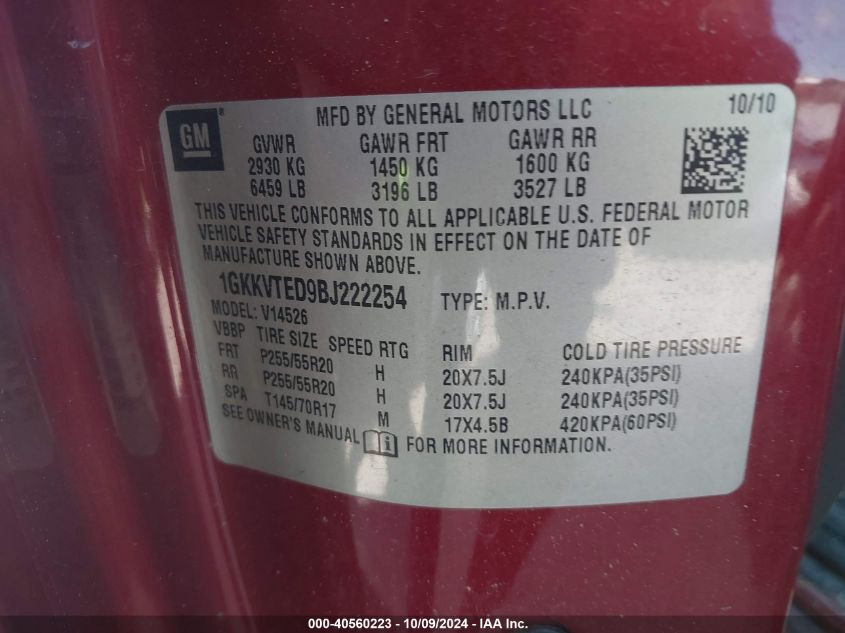 GM®
MFD BY GENERAL MOTORS LLC 10/10
GVWR GAWR FRT GAWR RR
2930 KG 1450 KG 1600 KG
6459 LB 3196 LB 3527 LB
THIS VEHICLE CONFORMS TO ALL APPLICABLE U.S. FEDERAL MOTOR
VEHICLE SAFETY STANDARDS IN EFFECT ON THE DATE OF
MANUFACTURE SHOWN ABOVE.
1GKKVTED9BJ222254 TYPE: M.P.V.
MODEL: V14526
VBBP TIRE SIZE SPEED RTG RIM COLD TIRE PRESSURE
FRT P255/55R20 H 20X7.5J 240KPA(35PSI)
RR P255/55R20 H 20X7.5J 240KPA(35PSI)
SPA T145/70R17 M 17X4.5B 420KPA(60PSI)
SEE OWNER'S MANUAL FOR MORE INFORMATION.
000-40560223 - 10/09/2024 - IAA Inc.